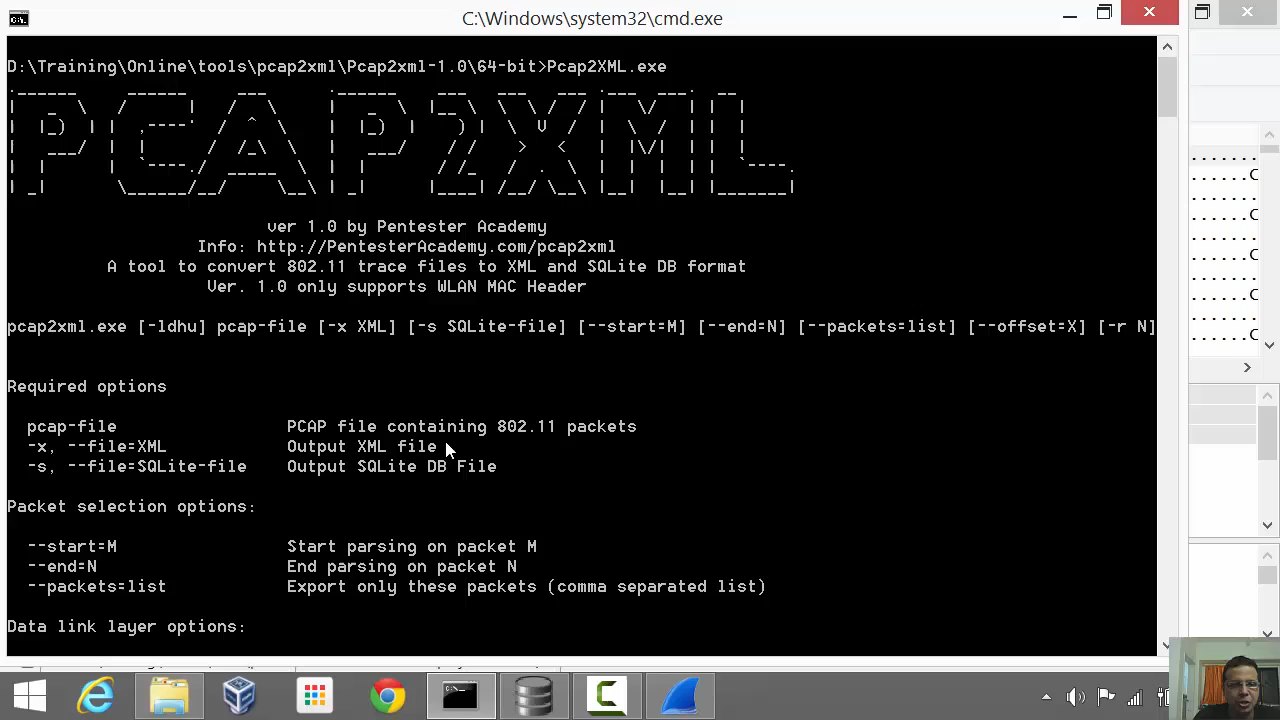 C:\Windows\system32\cmd.exe
D:\Training\Online\tools\pcap2xml\Pcap2xml-1.0\64-bit>Pcap2XML.exe
PCAP2XML
ver 1.0 by Pentester Academy
Info: http://PentesterAcademy.com/pcap2xml
A tool to convert 802.11 trace files to XML and SQLite DB format
Ver. 1.0 only supports WLAN MAC Header
pcap2xml.exe [-ldhu] pcap-file [-x XML] [-s SQLite-file] [--start=M] [--end=N] [--packets=list] [--offset=X] [-r N]
Required options
pcap-file PCAP file containing 802.11 packets
-x, --file=XML Output XML file
-s, --file=SQLite-file Output SQLite DB File
Packet selection options:
--start=M Start parsing on packet M
--end=N End parsing on packet N
--packets=list Export only these packets (comma separated list)
Data link layer options: